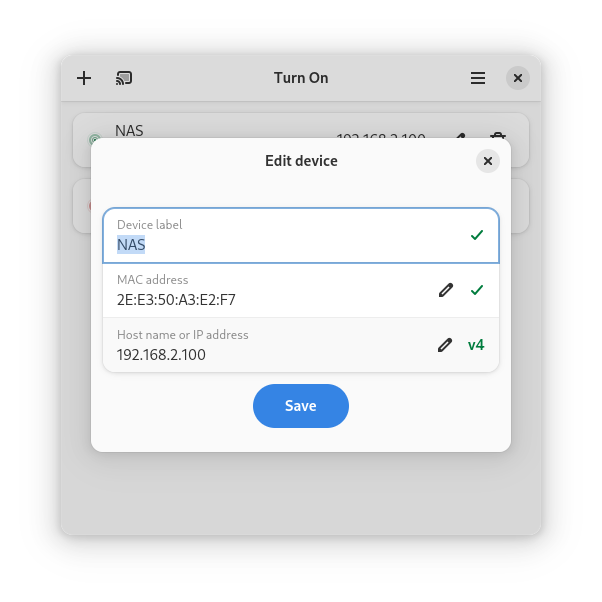 Turn On
NAS
192.168.2.100
Edit device
Device label
NAS
MAC address
2E:E3:50:A3:E2:F7
Host name or IP address
192.168.2.100
v4
Save